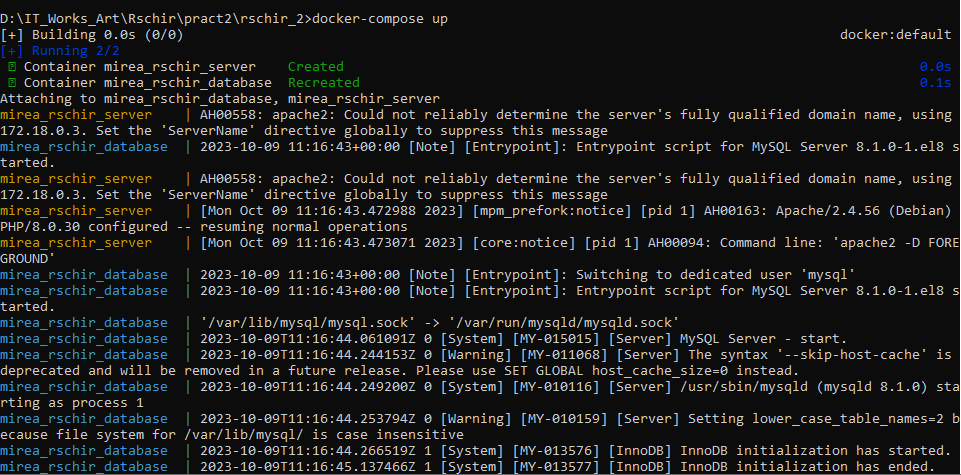 D:\IT_Works_Art\Rschir\pract2\rschir_2>docker-compose up
[+] Building 0.0s (0/0) docker:default
[+] Running 2/2
Container mirea_rschir_server Created 0.0s
Container mirea_rschir_database Recreated 0.1s
Attaching to mirea_rschir_database, mirea_rschir_server
mirea_rschir_server | AH00558: apache2: Could not reliably determine the server's fully qualified domain name, using
172.18.0.3. Set the 'ServerName' directive globally to suppress this message
mirea_rschir_database | 2023-10-09 11:16:43+00:00 [Note] [Entrypoint]: Entrypoint script for MySQL Server 8.1.0-1.el8 s
tarted.
mirea_rschir_server | AH00558: apache2: Could not reliably determine the server's fully qualified domain name, using
172.18.0.3. Set the 'ServerName' directive globally to suppress this message
mirea_rschir_server | [Mon Oct 09 11:16:43.472988 2023] [mpm_prefork:notice] [pid 1] AH00163: Apache/2.4.56 (Debian)
PHP/8.0.30 configured -- resuming normal operations
mirea_rschir_server | [Mon Oct 09 11:16:43.473071 2023] [core:notice] [pid 1] AH00094: Command line: 'apache2 -D FORE
GROUND'
mirea_rschir_database | 2023-10-09 11:16:43+00:00 [Note] [Entrypoint]: Switching to dedicated user 'mysql'
mirea_rschir_database | 2023-10-09 11:16:43+00:00 [Note] [Entrypoint]: Entrypoint script for MySQL Server 8.1.0-1.el8 s
tarted.
mirea_rschir_database | '/var/lib/mysql/mysql.sock' -> '/var/run/mysqld/mysqld.sock'
mirea_rschir_database | 2023-10-09T11:16:44.061091Z 0 [System] [MY-015015] [Server] MySQL Server - start.
mirea_rschir_database | 2023-10-09T11:16:44.244153Z 0 [Warning] [MY-011068] [Server] The syntax '--skip-host-cache' is
deprecated and will be removed in a future release. Please use SET GLOBAL host_cache_size=0 instead.
mirea_rschir_database | 2023-10-09T11:16:44.249200Z 0 [System] [MY-010116] [Server] /usr/sbin/mysqld (mysqld 8.1.0) sta
rting as process 1
mirea_rschir_database | 2023-10-09T11:16:44.253794Z 0 [Warning] [MY-010159] [Server] Setting lower_case_table_names=2 b
ecause file system for /var/lib/mysql/ is case insensitive
mirea_rschir_database | 2023-10-09T11:16:44.266519Z 1 [System] [MY-013576] [InnoDB] InnoDB initialization has started.
mirea_rschir_database | 2023-10-09T11:16:45.137466Z 1 [System] [MY-013577] [InnoDB] InnoDB initialization has ended.